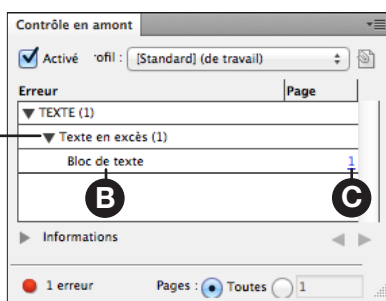 Contrôle en amont
Activé rofil : [Standard] (de travail)
Erreur Page
TEXTE (1)
Texte en excès (1)
Bloc de texte 1
B C
Informations
1 erreur Pages : Toutes 1